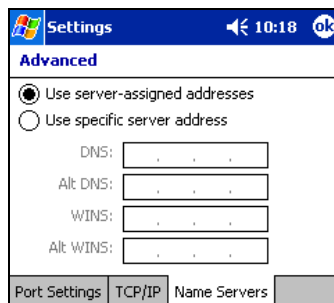 Settings 10:18 ok
Advanced
Use server-assigned addresses
Use specific server address
DNS: . . .
Alt DNS: . . .
WINS: . . .
Alt WINS: . . .
Port Settings TCP/IP Name Servers